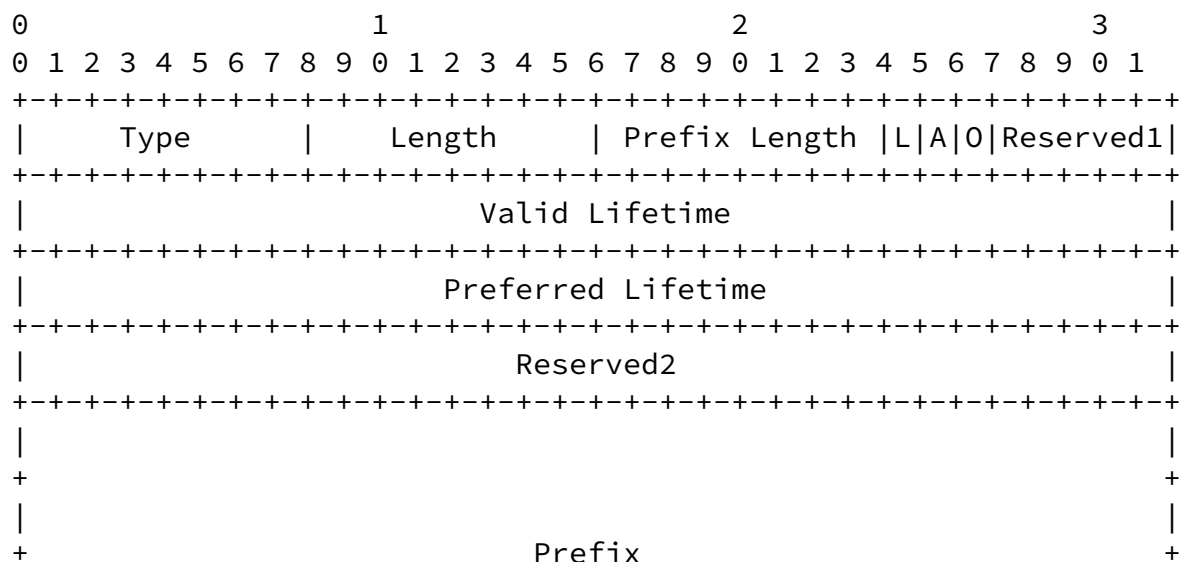 0                   1                   2                   3
0 1 2 3 4 5 6 7 8 9 0 1 2 3 4 5 6 7 8 9 0 1 2 3 4 5 6 7 8 9 0 1
+-+-+-+-+-+-+-+-+-+-+-+-+-+-+-+-+-+-+-+-+-+-+-+-+-+-+-+-+-+-+-+-+
|     Type      |    Length     | Prefix Length |L|A|O|Reserved1|
+-+-+-+-+-+-+-+-+-+-+-+-+-+-+-+-+-+-+-+-+-+-+-+-+-+-+-+-+-+-+-+-+
|                         Valid Lifetime                        |
+-+-+-+-+-+-+-+-+-+-+-+-+-+-+-+-+-+-+-+-+-+-+-+-+-+-+-+-+-+-+-+-+
|                       Preferred Lifetime                      |
+-+-+-+-+-+-+-+-+-+-+-+-+-+-+-+-+-+-+-+-+-+-+-+-+-+-+-+-+-+-+-+-+
|                           Reserved2                           |
+-+-+-+-+-+-+-+-+-+-+-+-+-+-+-+-+-+-+-+-+-+-+-+-+-+-+-+-+-+-+-+-+
|                                                               |
+                                                               +
|                                                               |
+                            Prefix                             +